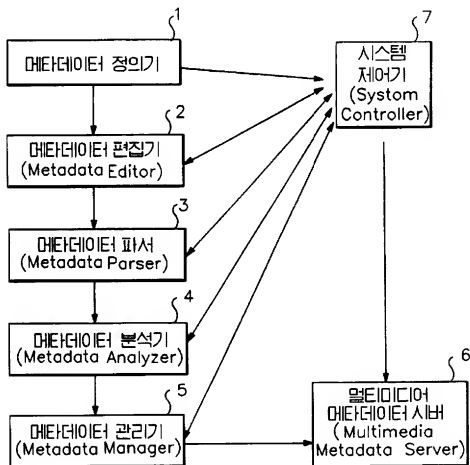 1
메타데이터 정의기
2
메타데이터 편집기
(Metadata Editor)
3
메타데이터 파서
(Metadata Parser)
4
메타데이터 분석기
(Metadata Analyzer)
5
메타데이터 관리기
(Metadata Manager)
7
시스템
제어기
(Systom
Controller)
6
멀티미디어
메타데이터 시버
(Multimedia
Metadata Server)